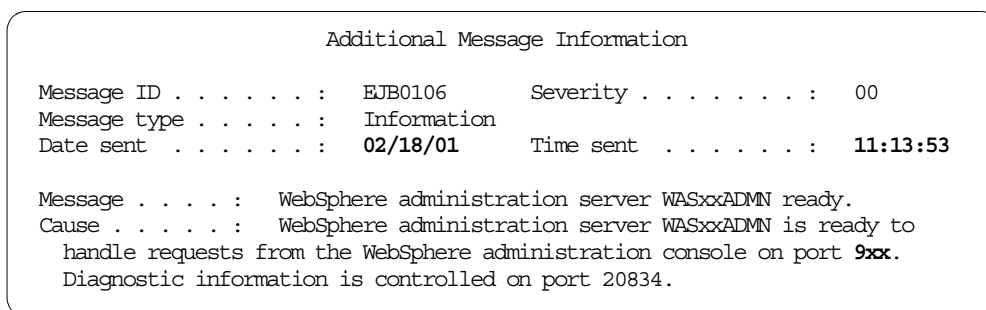 Additional Message Information
Message ID . . . . . . : EJB0106 Severity . . . . . . . : 00
Message type . . . . . : Information
Date sent . . . . . . : 02/18/01 Time sent . . . . . . : 11:13:53
Message . . . . : WebSphere administration server WASxxADMN ready.
Cause . . . . . : WebSphere administration server WASxxADMN is ready to
handle requests from the WebSphere administration console on port 9xx.
Diagnostic information is controlled on port 20834.